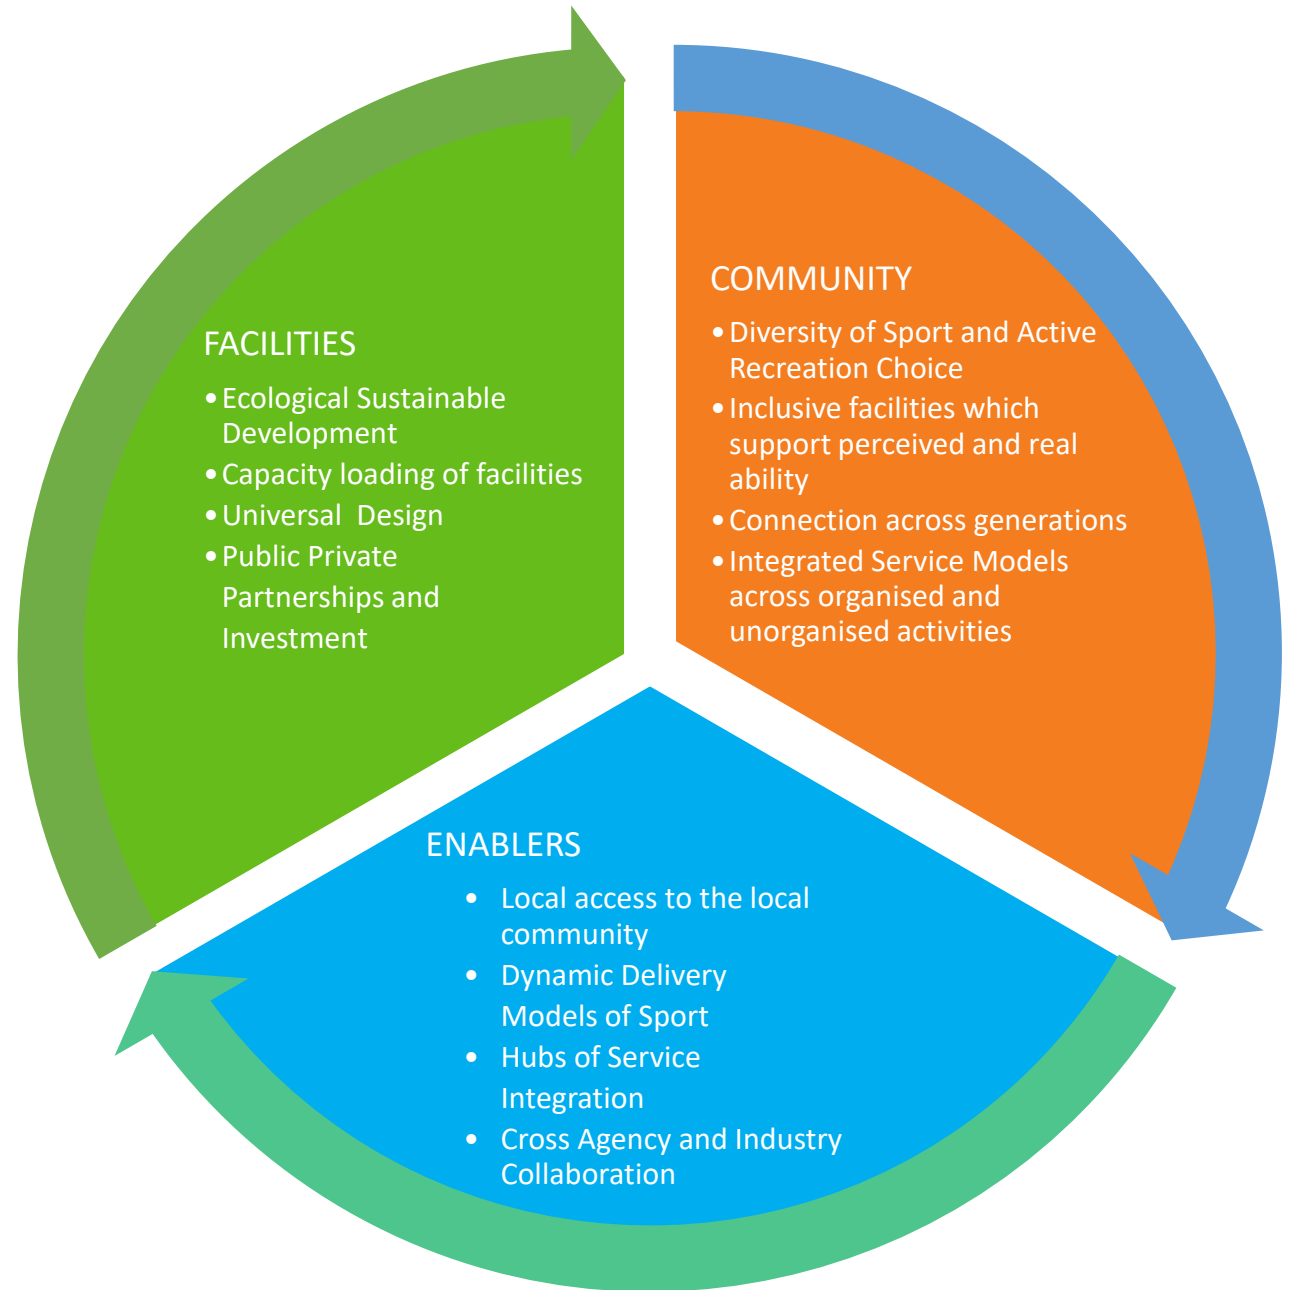 FACILITIES
• Ecological Sustainable
Development
• Capacity loading of facilities
• Universal  Design
• Public Private
Partnerships and
Investment
COMMUNITY
• Diversity of Sport and Active
Recreation Choice
• Inclusive facilities which
support perceived and real
ability
• Connection across generations
• Integrated Service Models
across organised and
unorganised activities
ENABLERS
• Local access to the local
community
• Dynamic Delivery
Models of Sport
• Hubs of Service
Integration
• Cross Agency and Industry
Collaboration